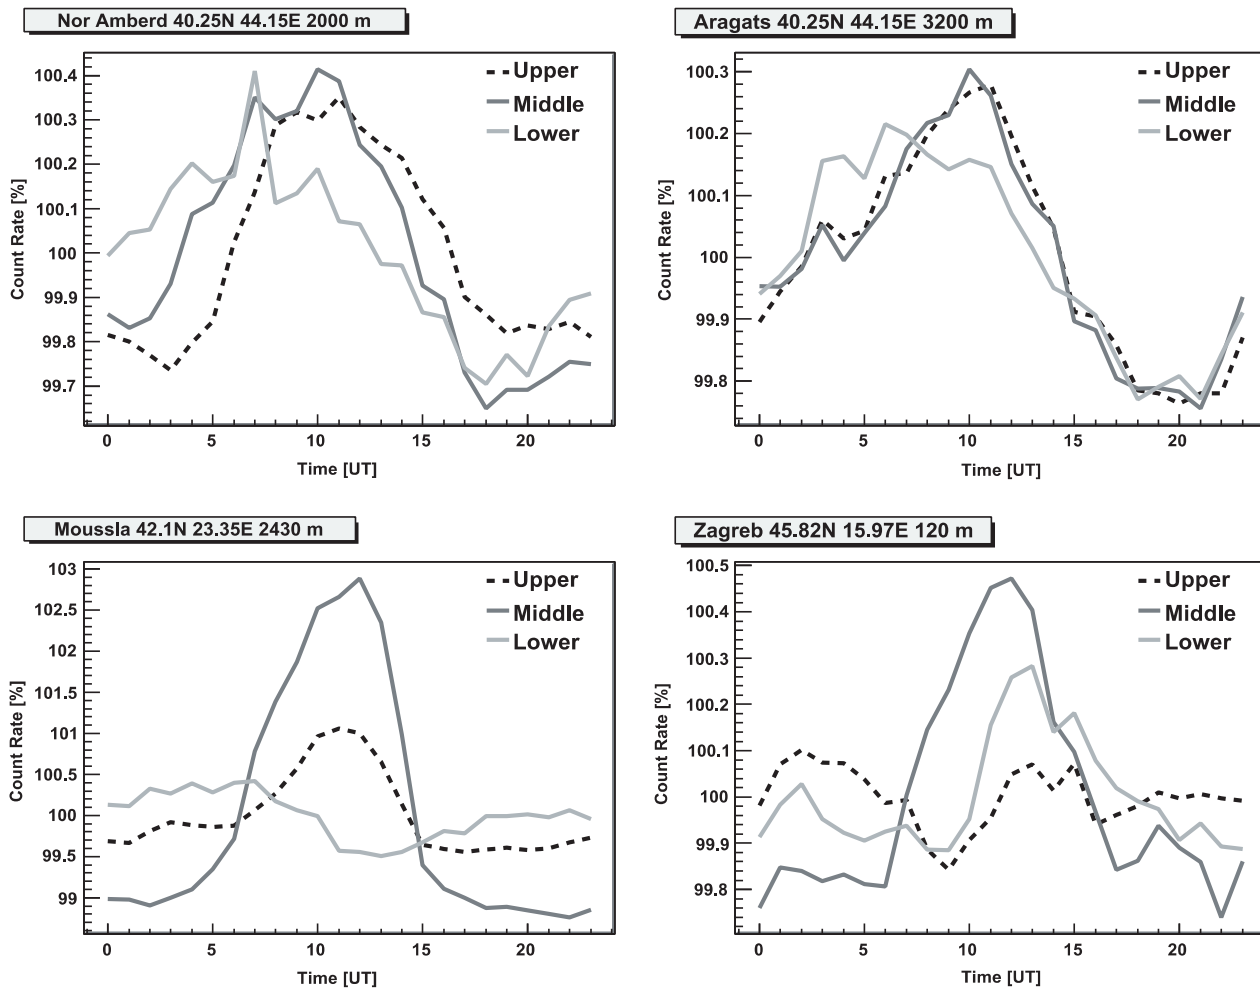 Nor Amberd 40.25N 44.15E 2000 m
Upper
Middle
Lower
100.4
100.3
100.2
100.1
100
99.9
99.8
99.7
Count Rate [%]
0 5 10 15 20
Time [UT]
Aragats 40.25N 44.15E 3200 m
Upper
Middle
Lower
100.3
100.2
100.1
100
99.9
99.8
Count Rate [%]
0 5 10 15 20
Time [UT]
Moussla 42.1N 23.35E 2430 m
Upper
Middle
Lower
103
102.5
102
101.5
101
100.5
100
99.5
99
Count Rate [%]
0 5 10 15 20
Time [UT]
Zagreb 45.82N 15.97E 120 m
Upper
Middle
Lower
100.5
100.4
100.3
100.2
100.1
100
99.9
99.8
Count Rate [%]
0 5 10 15 20
Time [UT]